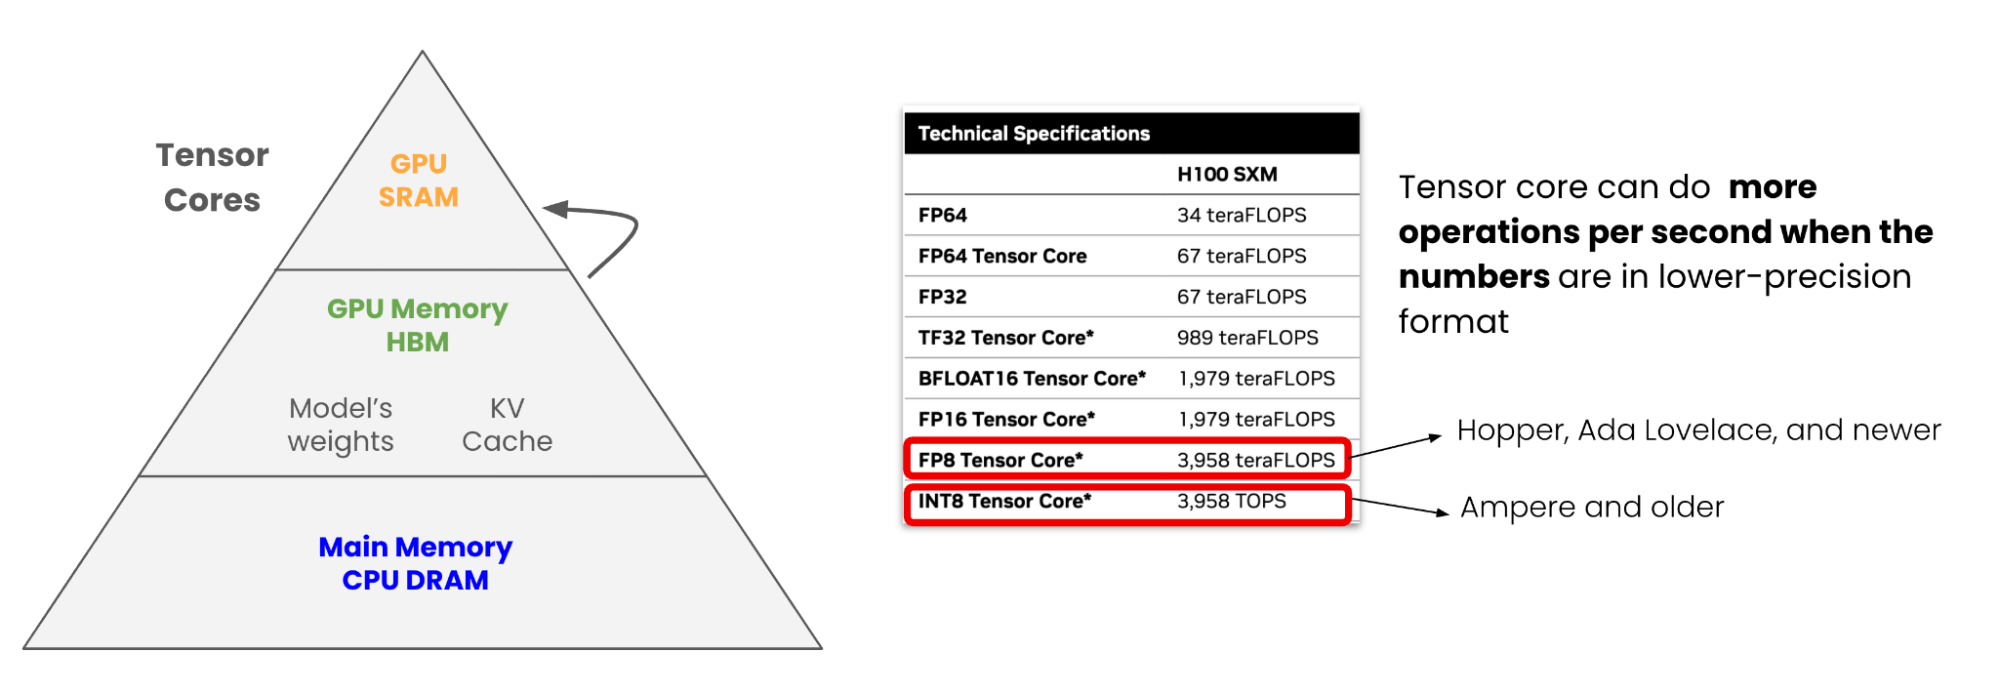 Tensor
Cores
GPU
SRAM
GPU Memory
HBM
Model's
weights
KV
Cache
Main Memory
CPU DRAM
Technical Specifications
H100 SXM
FP64 34 teraFLOPS
FP64 Tensor Core 67 teraFLOPS
FP32 67 teraFLOPS
TF32 Tensor Core* 989 teraFLOPS
BFLOAT16 Tensor Core* 1,979 teraFLOPS
FP16 Tensor Core* 1,979 teraFLOPS
FP8 Tensor Core* 3,958 teraFLOPS
INT8 Tensor Core* 3,958 TOPS
Tensor core can do more
operations per second when the
numbers are in lower-precision
format
Hopper, Ada Lovelace, and newer
Ampere and older